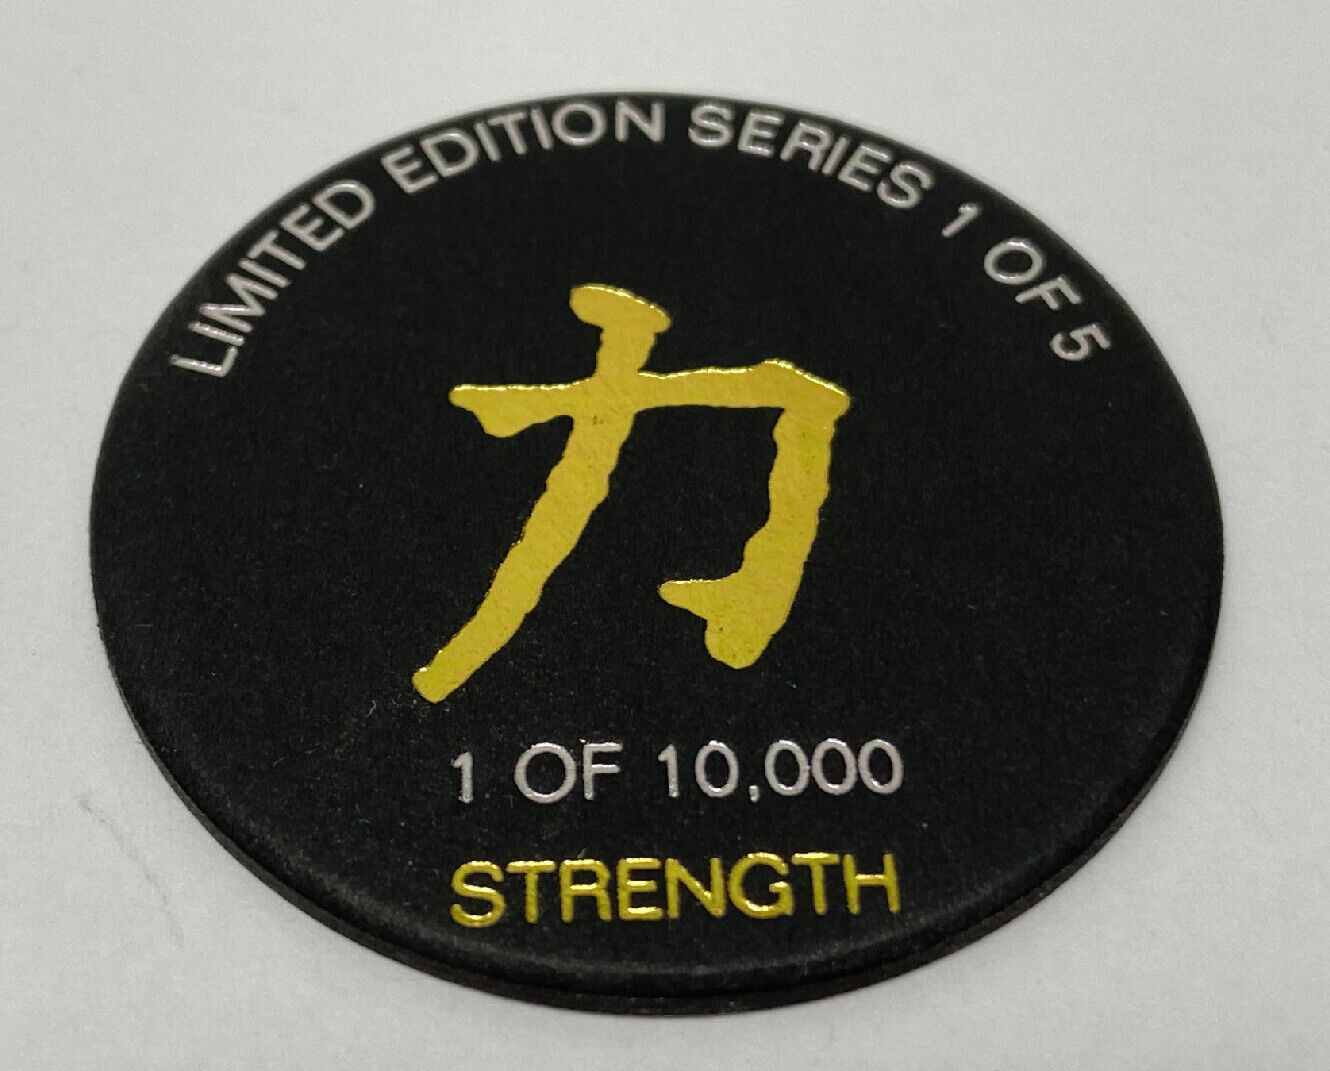 LIMITED EDITION SERIES 1 OF 5
力
1 OF 10,000
STRENGTH